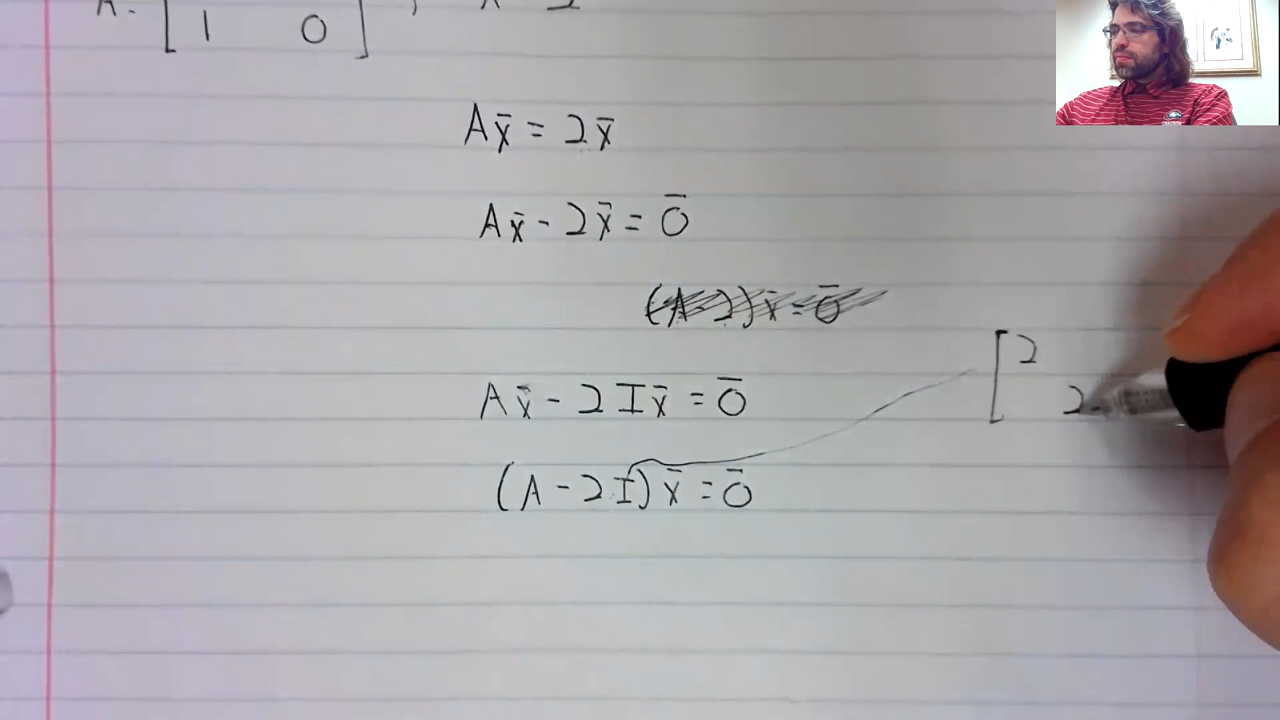 1 0
Ax̄ = 2x̄
Ax̄ - 2x̄ = 0̄
(A-2)x̄ = 0̄
Ax̄ - 2Ix̄ = 0̄
[2
2
(A - 2I)x̄ = 0̄